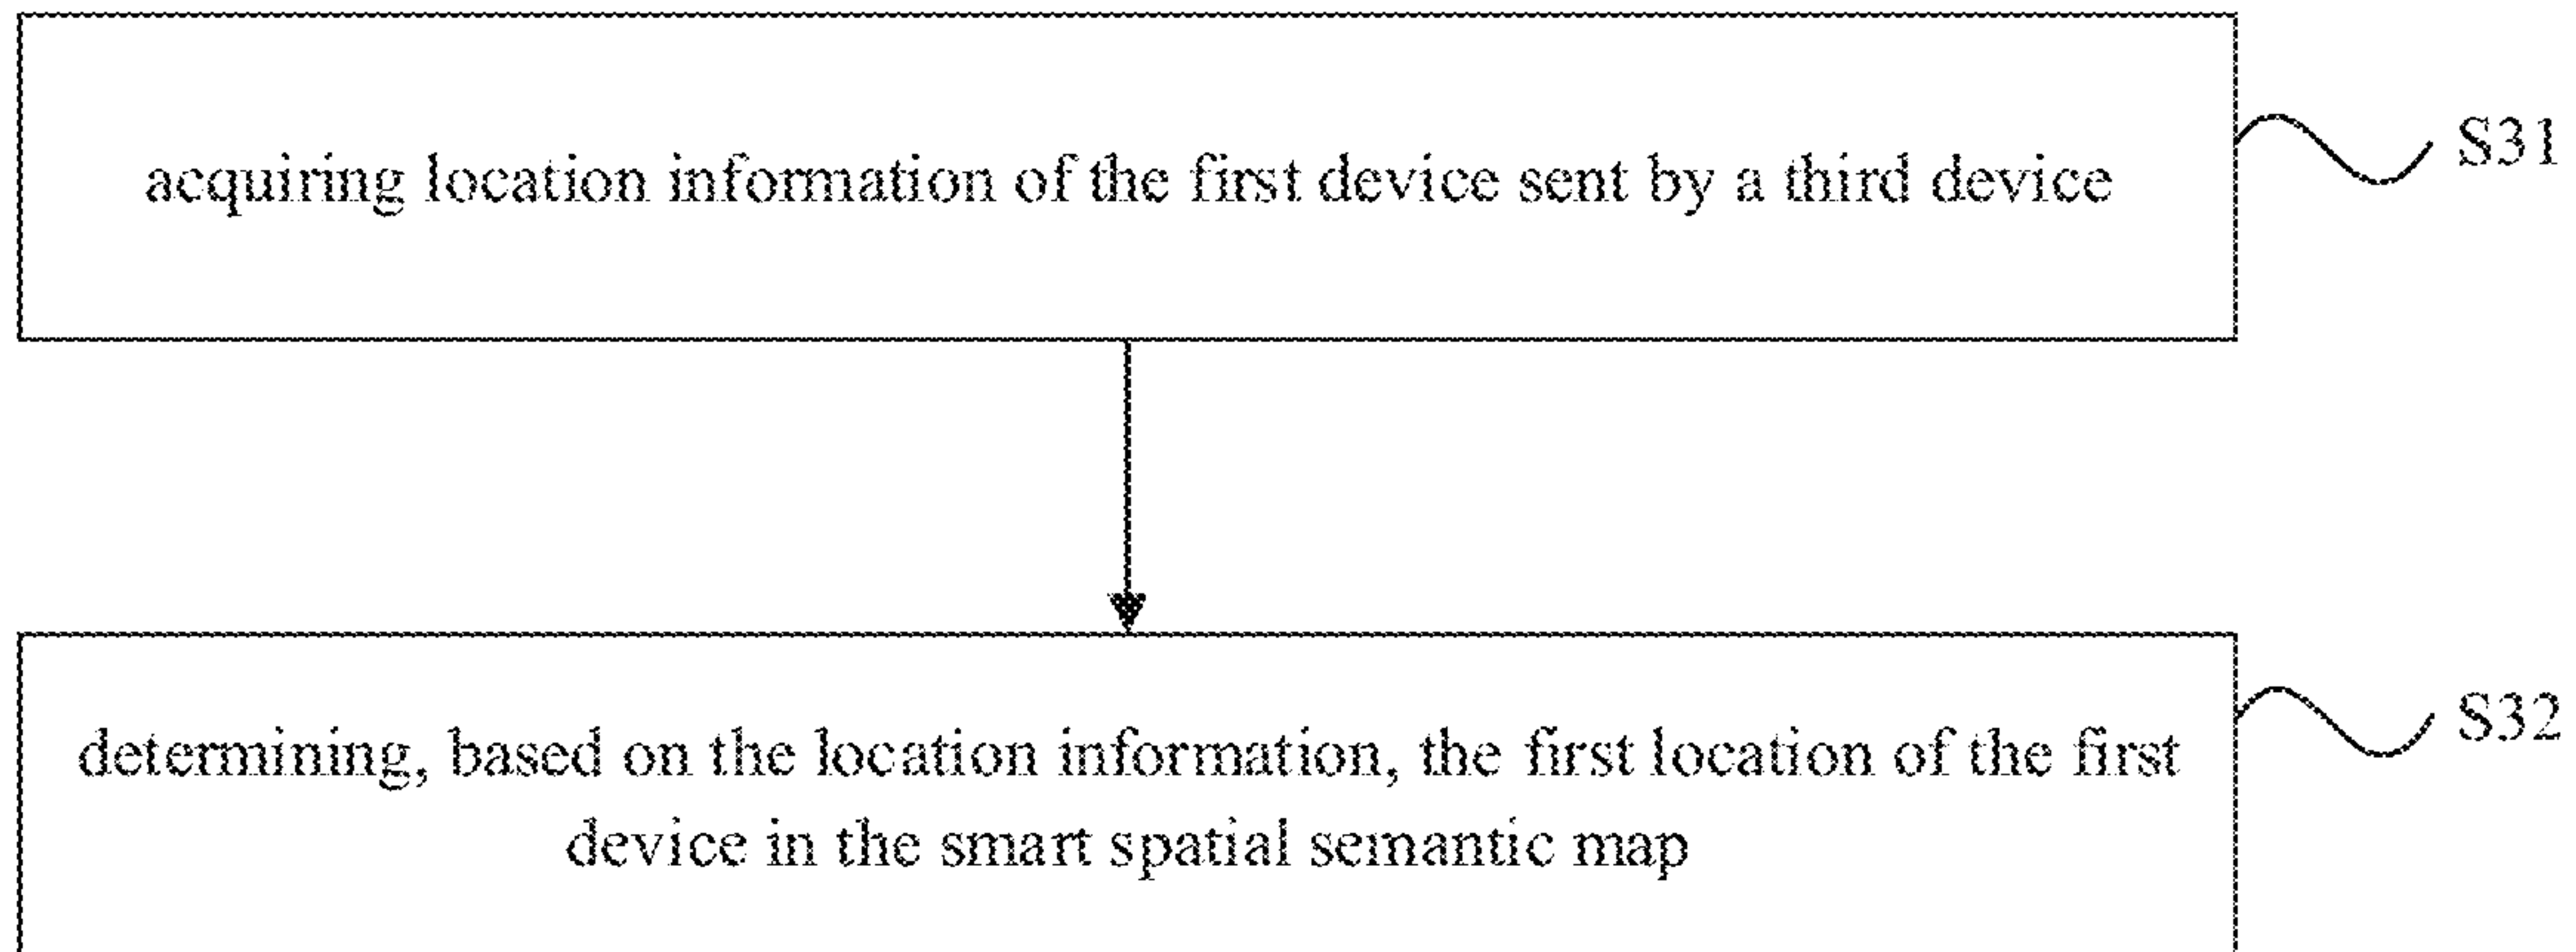 acquiring location information of the first device sent by a third device
S31
determining, based on the location information, the first location of the first
device in the smart spatial semantic map
S32